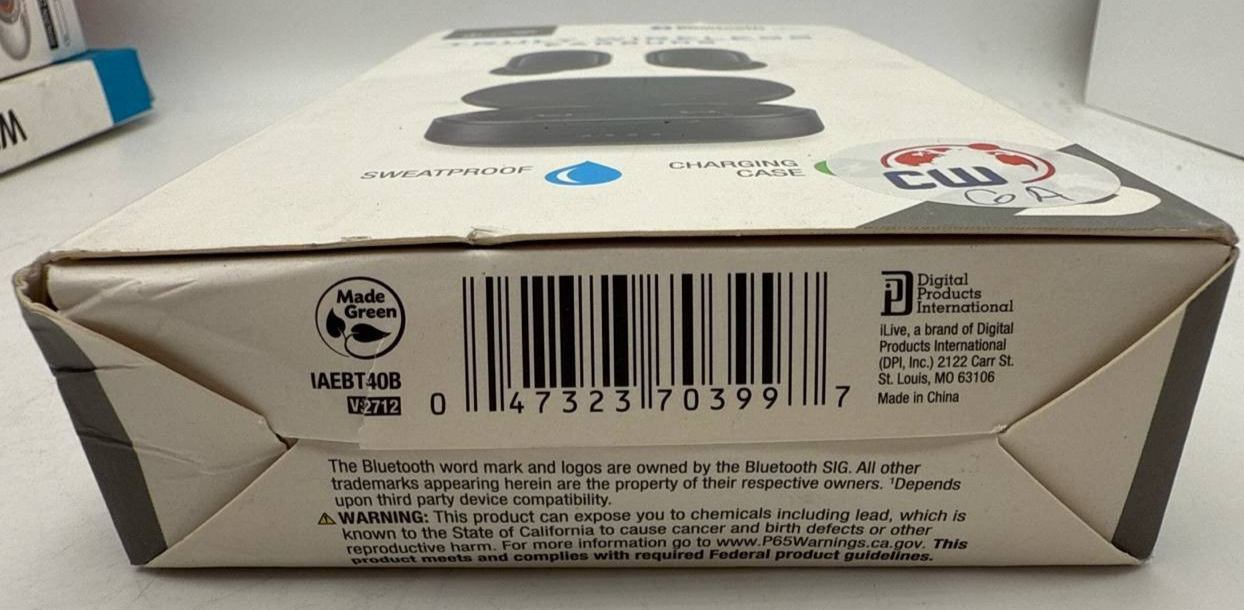 Bluetooth
TRULY WIRELESS
EARBUDS
SWEATPROOF
CHARGING
CASE
CW
GA
W
Made
Green
IAEBT40B
V:2712
0 47323 70399 7
Digital
Products
International
iLive, a brand of Digital
Products International
(DPI, Inc.) 2122 Carr St.
St. Louis, MO 63106
Made in China
The Bluetooth word mark and logos are owned by the Bluetooth SIG. All other
trademarks appearing herein are the property of their respective owners. ¹Depends
upon third party device compatibility.
⚠ WARNING: This product can expose you to chemicals including lead, which is
known to the State of California to cause cancer and birth defects or other
reproductive harm. For more information go to www.P65Warnings.ca.gov. This
product meets and complies with required Federal product guidelines.